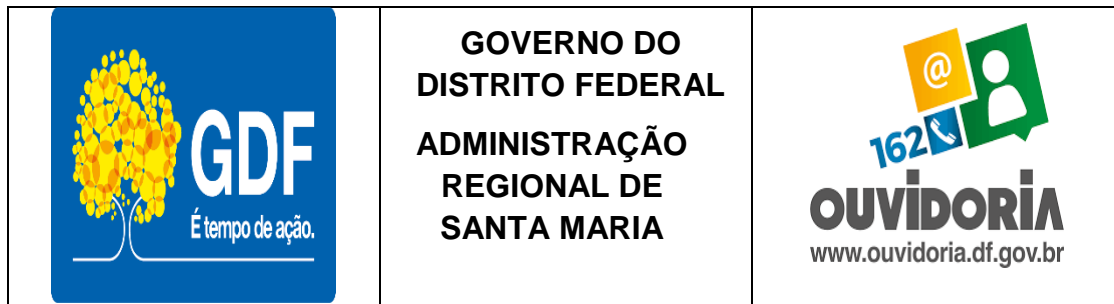 GDF
É tempo de ação.
GOVERNO DO
DISTRITO FEDERAL
ADMINISTRAÇÃO
REGIONAL DE
SANTA MARIA
@
162
OUVIDORIA
www.ouvidoria.df.gov.br